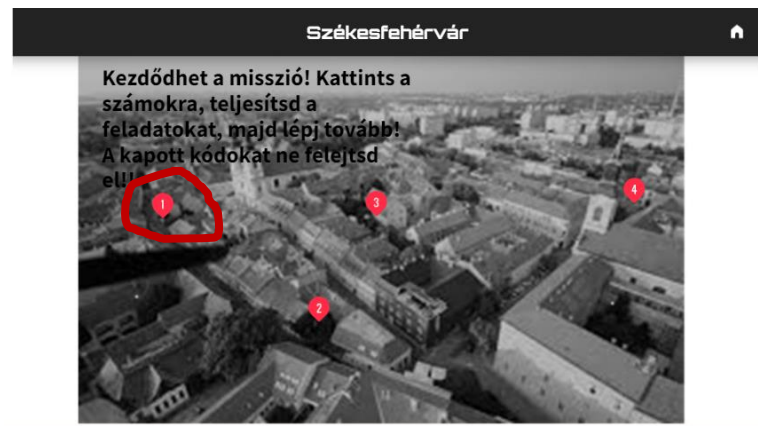 Székesfehérvár
Kezdődhet a misszió! Kattints a
számokra, teljesítsd a
feladatokat, majd lépj tovább!
A kapott kódokat ne felejtsd
el!!
1
3
4
2